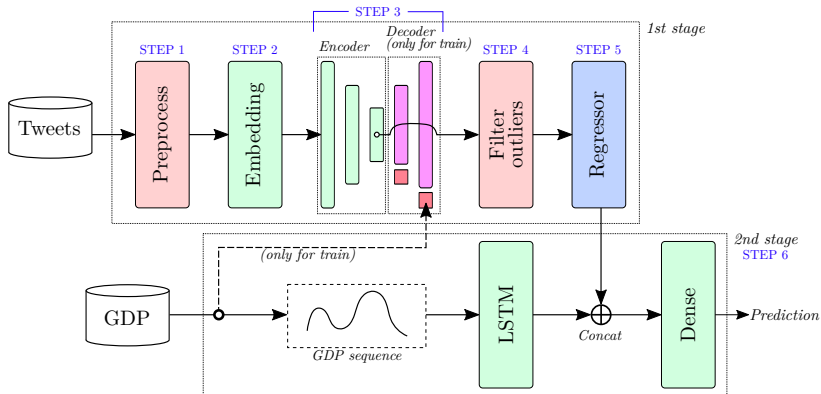 STEP 3
1st stage
STEP 1
STEP 2
Encoder
Decoder
(only for train)
STEP 4
STEP 5
Tweets
Preprocess
Embedding
Filter
outliers
Regressor
2nd stage
STEP 6
(only for train)
GDP
GDP sequence
LSTM
Concat
Dense
Prediction